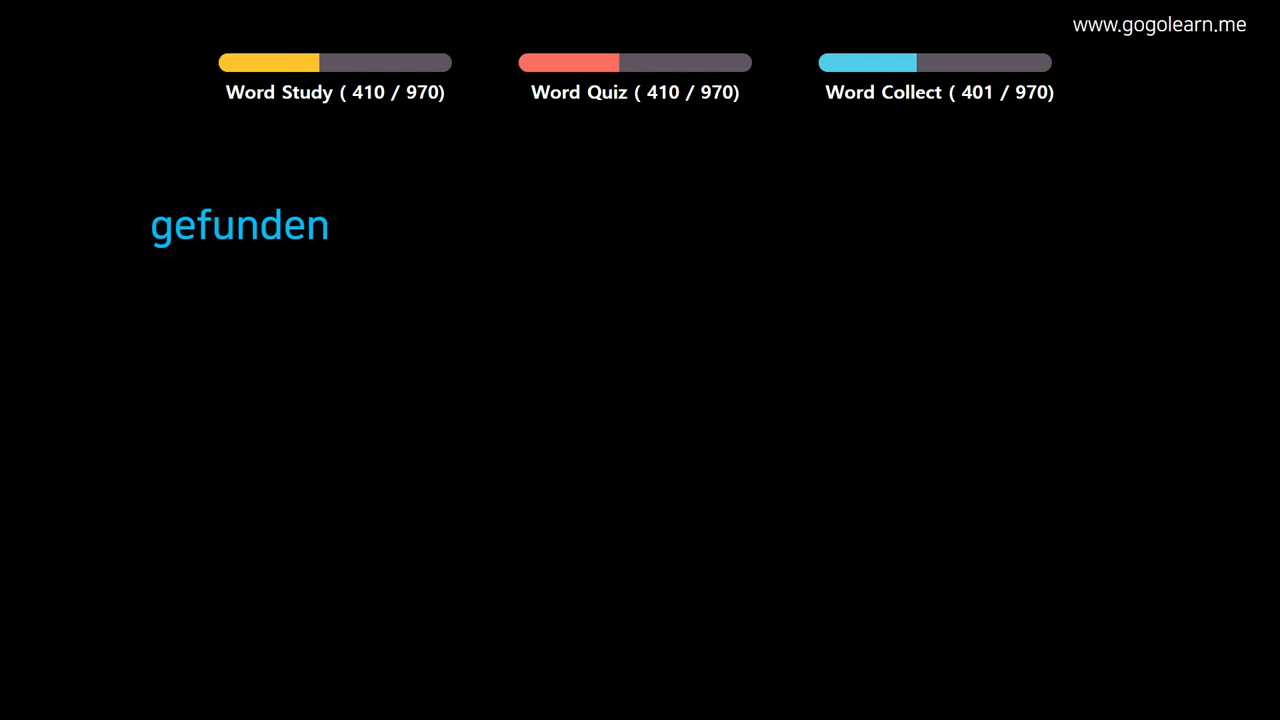 www.gogolearn.me
Word Study ( 410 / 970)
Word Quiz ( 410 / 970)
Word Collect ( 401 / 970)
gefunden